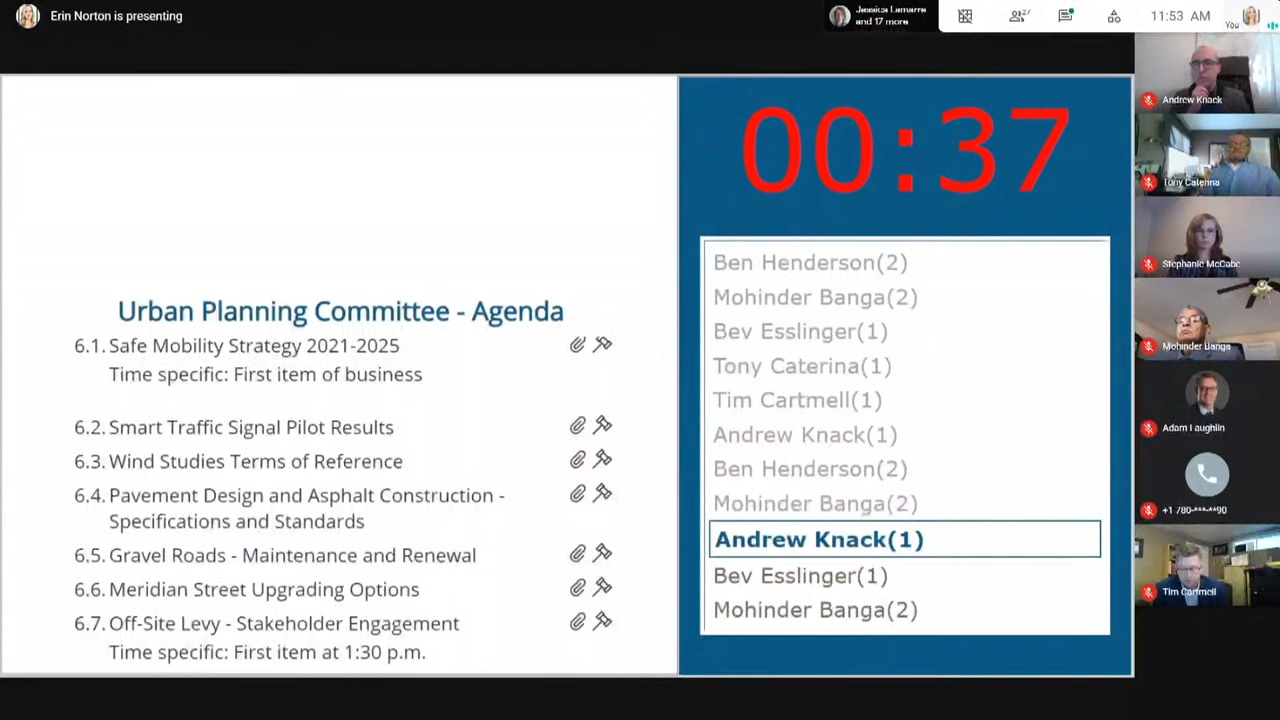 Erin Norton is presenting
Jessica Lamarre
and 17 more
27
11:53 AM
You
00:37
Urban Planning Committee - Agenda
6.1. Safe Mobility Strategy 2021-2025
Time specific: First item of business
6.2. Smart Traffic Signal Pilot Results
6.3. Wind Studies Terms of Reference
6.4. Pavement Design and Asphalt Construction -
Specifications and Standards
6.5. Gravel Roads - Maintenance and Renewal
6.6. Meridian Street Upgrading Options
6.7. Off-Site Levy - Stakeholder Engagement
Time specific: First item at 1:30 p.m.
Ben Henderson(2)
Mohinder Banga(2)
Bev Esslinger(1)
Tony Caterina(1)
Tim Cartmell(1)
Andrew Knack(1)
Ben Henderson(2)
Mohinder Banga(2)
Andrew Knack(1)
Bev Esslinger(1)
Mohinder Banga(2)
Andrew Knack
Tony Caterina
Stephanie McCabe
Mohinder Banga
Adam Laughlin
+1 780-***-**90
Tim Cartmell